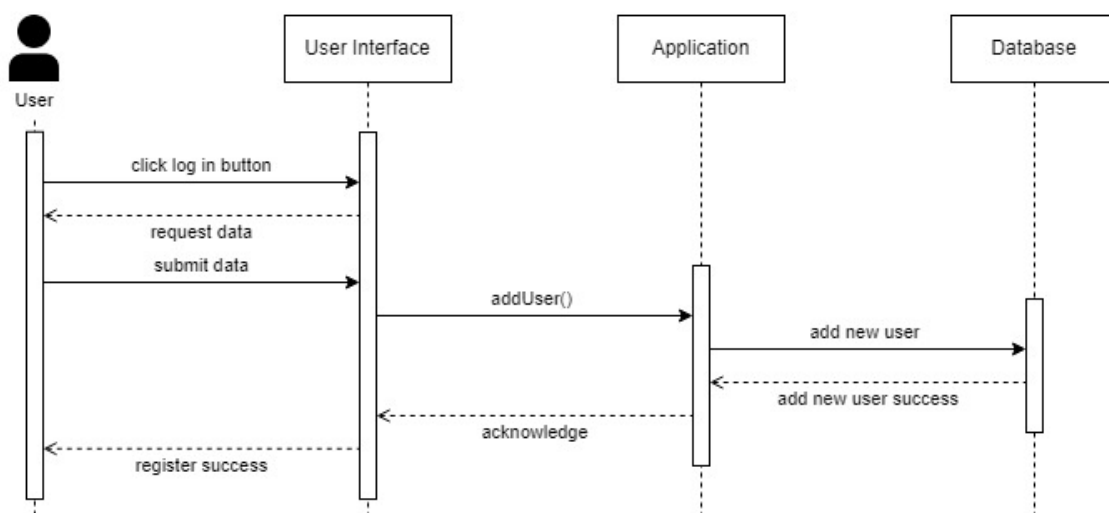 User Interface
Application
Database
User
click log in button
request data
submit data
addUser()
add new user
add new user success
acknowledge
register success